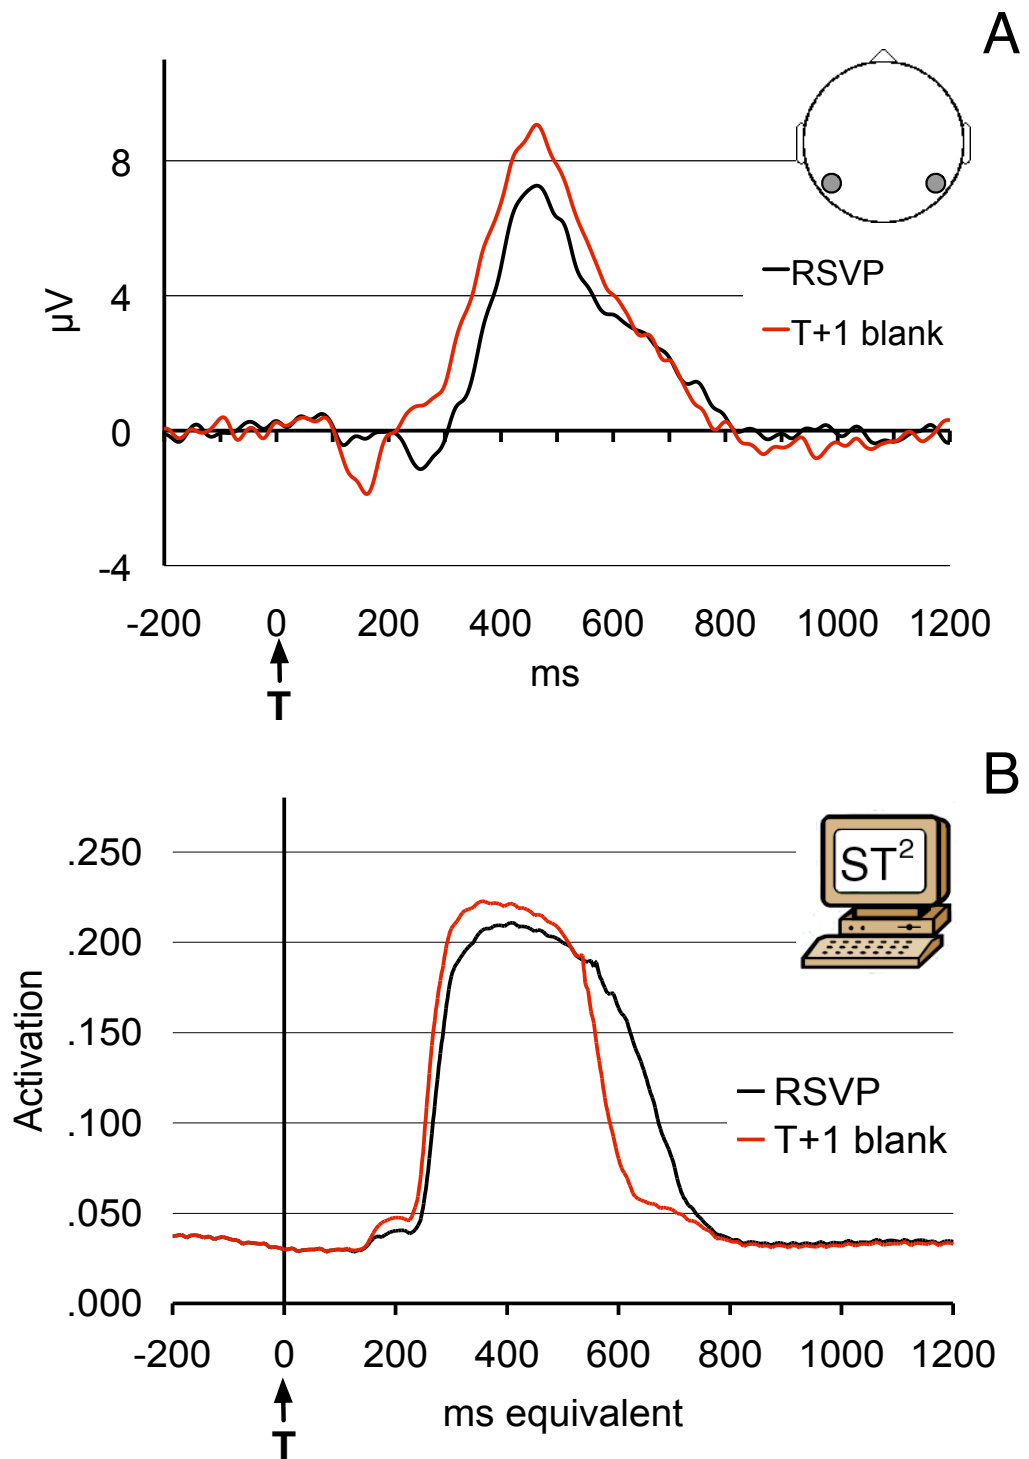 A
8
4
0
-4
µV
RSVP
T+1 blank
-200 0 200 400 600 800 1000 1200
ms
T
B
.250
.200
.150
.100
.050
.000
Activation
ST²
RSVP
T+1 blank
-200 0 200 400 600 800 1000 1200
ms equivalent
T